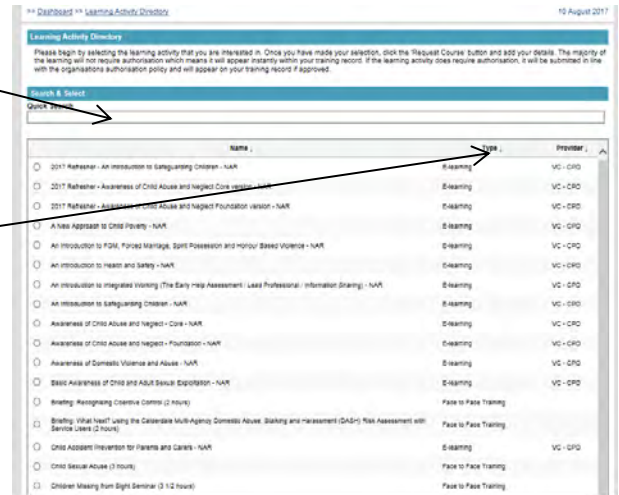 >> Dashboard >> Learning Activity Directory
10 August 2017
Learning Activity Directory
Please begin by selecting the learning activity that you are interested in. Once you have made your selection, click the 'Request Course' button and add your details. The majority of
the learning will not require authorisation which means it will appear instantly within your training record. If the learning activity does require authorisation, it will be submitted in line
with the organisations authorisation policy and will appear on your training record if approved.
Search & Select
Quick Search
Name Type Provider
2017 Refresher - An Introduction to Safeguarding Children - NAR E-learning VC - CPD
2017 Refresher - Awareness of Child Abuse and Neglect Core version - NAR E-learning VC - CPD
2017 Refresher - Awareness of Child Abuse and Neglect Foundation version - NAR E-learning VC - CPD
A New Approach to Child Poverty - NAR E-learning VC - CPD
An Introduction to FGM, Forced Marriage, Spirit Possession and Honour Based Violence - NAR E-learning VC - CPD
An Introduction to Health and Safety - NAR E-learning VC - CPD
An Introduction to Integrated Working (The Early Help Assessment / Lead Professional / Information Sharing) - NAR E-learning VC - CPD
An Introduction to Safeguarding Children - NAR E-learning VC - CPD
Awareness of Child Abuse and Neglect - Core - NAR E-learning VC - CPD
Awareness of Child Abuse and Neglect - Foundation - NAR E-learning VC - CPD
Awareness of Domestic Violence and Abuse - NAR E-learning VC - CPD
Basic Awareness of Child and Adult Sexual Exploitation - NAR E-learning VC - CPD
Briefing: Recognising Coercive Control (2 hours) Face to Face Training
Briefing: What Next? Using the Calderdale Multi-Agency Domestic Abuse, Stalking and Harassment (DASH) Risk Assessment with
Service Users (2 hours) Face to Face Training
Child Accident Prevention for Parents and Carers - NAR E-learning VC - CPD
Child Sexual Abuse (3 hours) Face to Face Training
Children Missing from Sight Seminar (3 1/2 hours) Face to Face Training